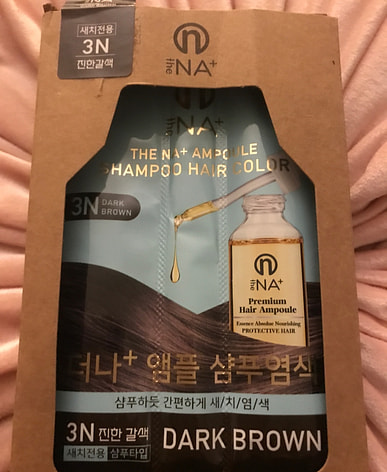 새치전용
3N
진한갈색
the NA+
NA
THE NA+ AMPOULE
SHAMPOO HAIR COLOR
3N DARK BROWN
the NA+
Premium
Hair Ampoule
Essence Absolue Nourishing
PROTECTIVE HAIR
더나+ 앰플 샴푸염색
샴푸하듯 간편하게 새/치/염/색
3N 진한 갈색
새치전용 샴푸타입
DARK BROWN